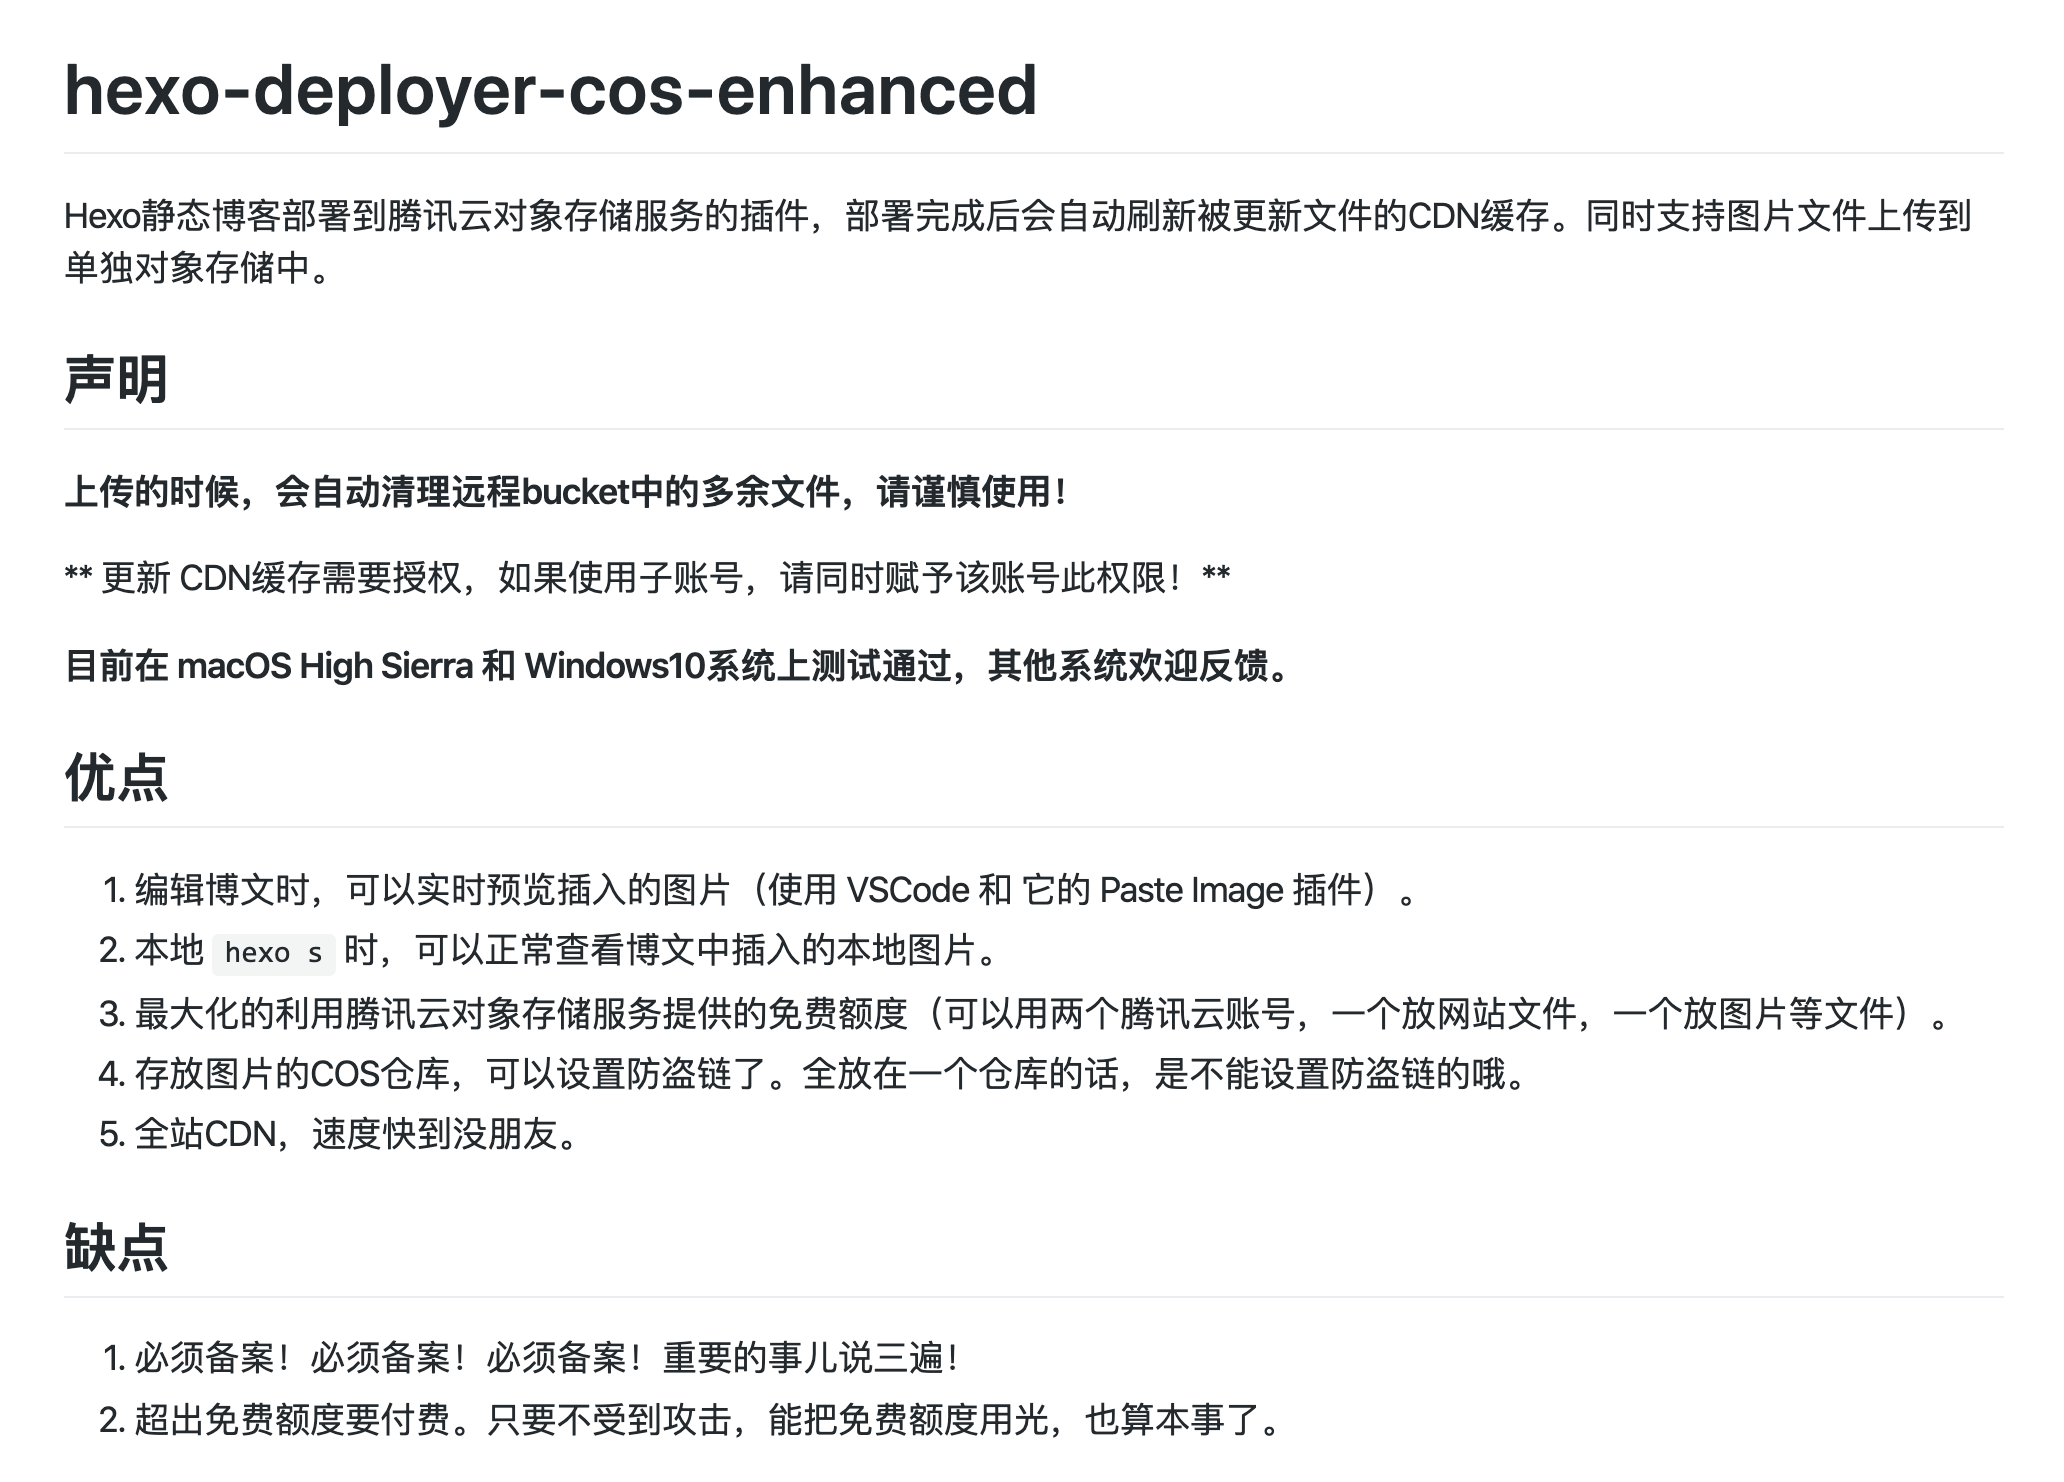 hexo-deployer-cos-enhanced
Hexo静态博客部署到腾讯云对象存储服务的插件，部署完成后会自动刷新被更新文件的CDN缓存。同时支持图片文件上传到
单独对象存储中。
声明
上传的时候，会自动清理远程bucket中的多余文件，请谨慎使用！
** 更新 CDN缓存需要授权，如果使用子账号，请同时赋予该账号此权限！**
目前在 macOS High Sierra 和 Windows10系统上测试通过，其他系统欢迎反馈。
优点
1. 编辑博文时，可以实时预览插入的图片（使用 VSCode 和 它的 Paste Image 插件）。
2. 本地 hexo s 时，可以正常查看博文中插入的本地图片。
3. 最大化的利用腾讯云对象存储服务提供的免费额度（可以用两个腾讯云账号，一个放网站文件，一个放图片等文件）。
4. 存放图片的COS仓库，可以设置防盗链了。全放在一个仓库的话，是不能设置防盗链的哦。
5. 全站CDN，速度快到没朋友。
缺点
1. 必须备案！必须备案！必须备案！重要的事儿说三遍！
2. 超出免费额度要付费。只要不受到攻击，能把免费额度用光，也算本事了。